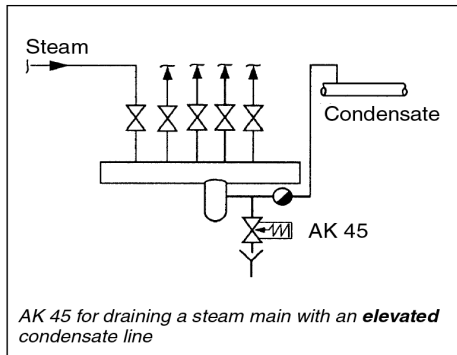 Steam
Condensate
AK 45
AK 45 for draining a steam main with an elevated
condensate line